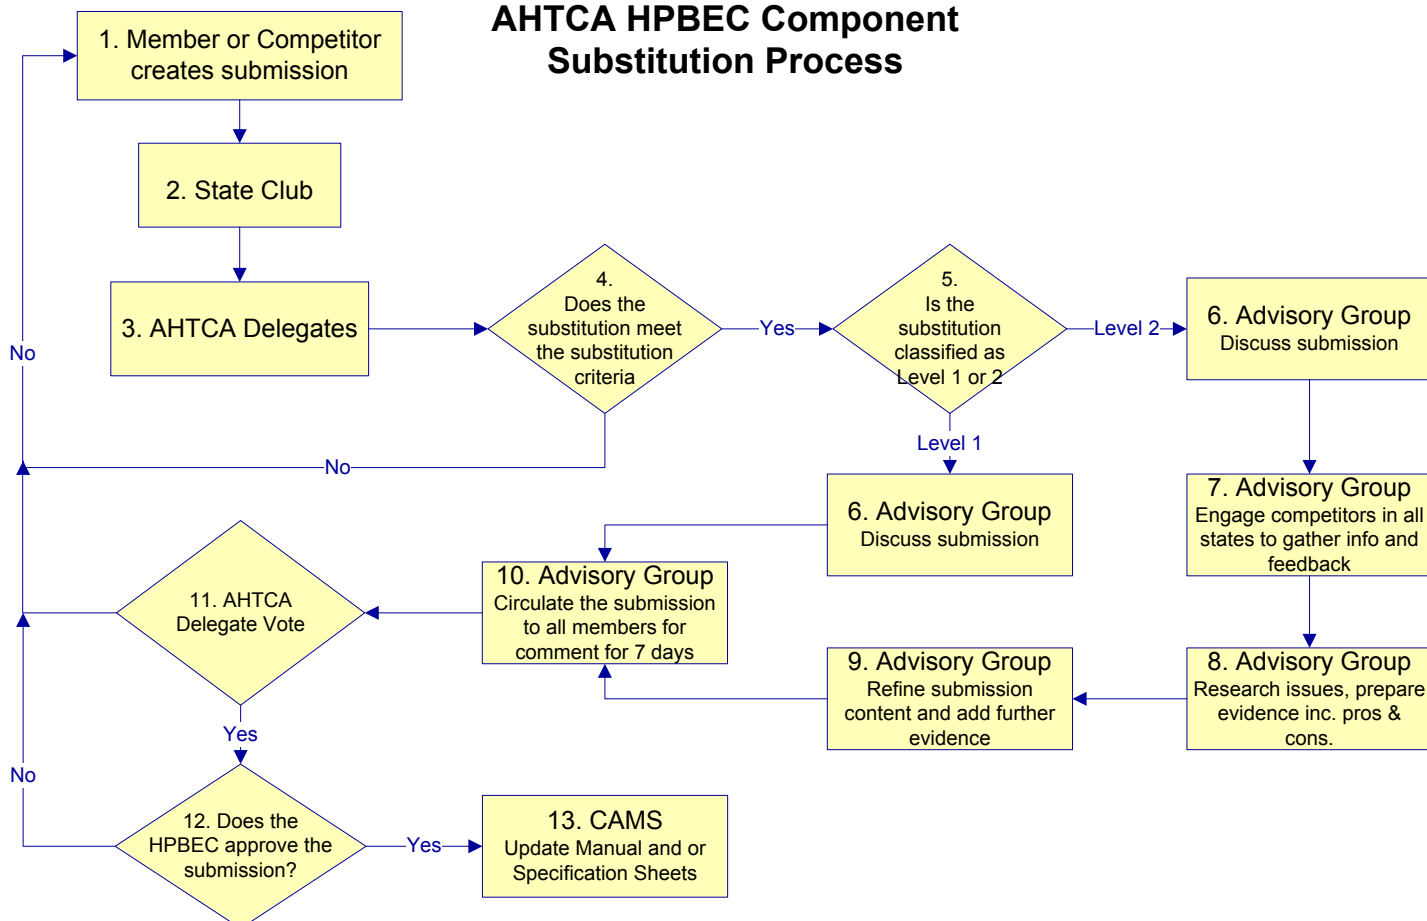 AHTCA HPBEC Component
Substitution Process
1. Member or Competitor
creates submission
2. State Club
3. AHTCA Delegates
4.
Does the
substitution meet
the substitution
criteria
Yes
5.
Is the
substitution
classified as
Level 1 or 2
Level 2
6. Advisory Group
Discuss submission
No
No
Level 1
6. Advisory Group
Discuss submission
7. Advisory Group
Engage competitors in all
states to gather info and
feedback
8. Advisory Group
Research issues, prepare
evidence inc. pros &
cons.
9. Advisory Group
Refine submission
content and add further
evidence
10. Advisory Group
Circulate the submission
to all members for
comment for 7 days
11. AHTCA
Delegate Vote
Yes
No
12. Does the
HPBEC approve the
submission?
Yes
13. CAMS
Update Manual and or
Specification Sheets